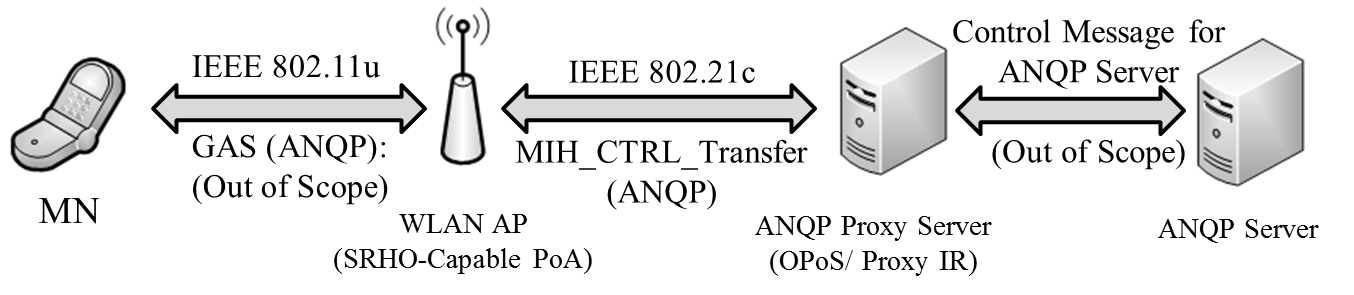 IEEE 802.11u
GAS (ANQP):
(Out of Scope)
MN
WLAN AP
(SRHO-Capable PoA)
IEEE 802.21c
MIH_CTRL_Transfer
(ANQP)
ANQP Proxy Server
(OPoS/ Proxy IR)
Control Message for
ANQP Server
(Out of Scope)
ANQP Server